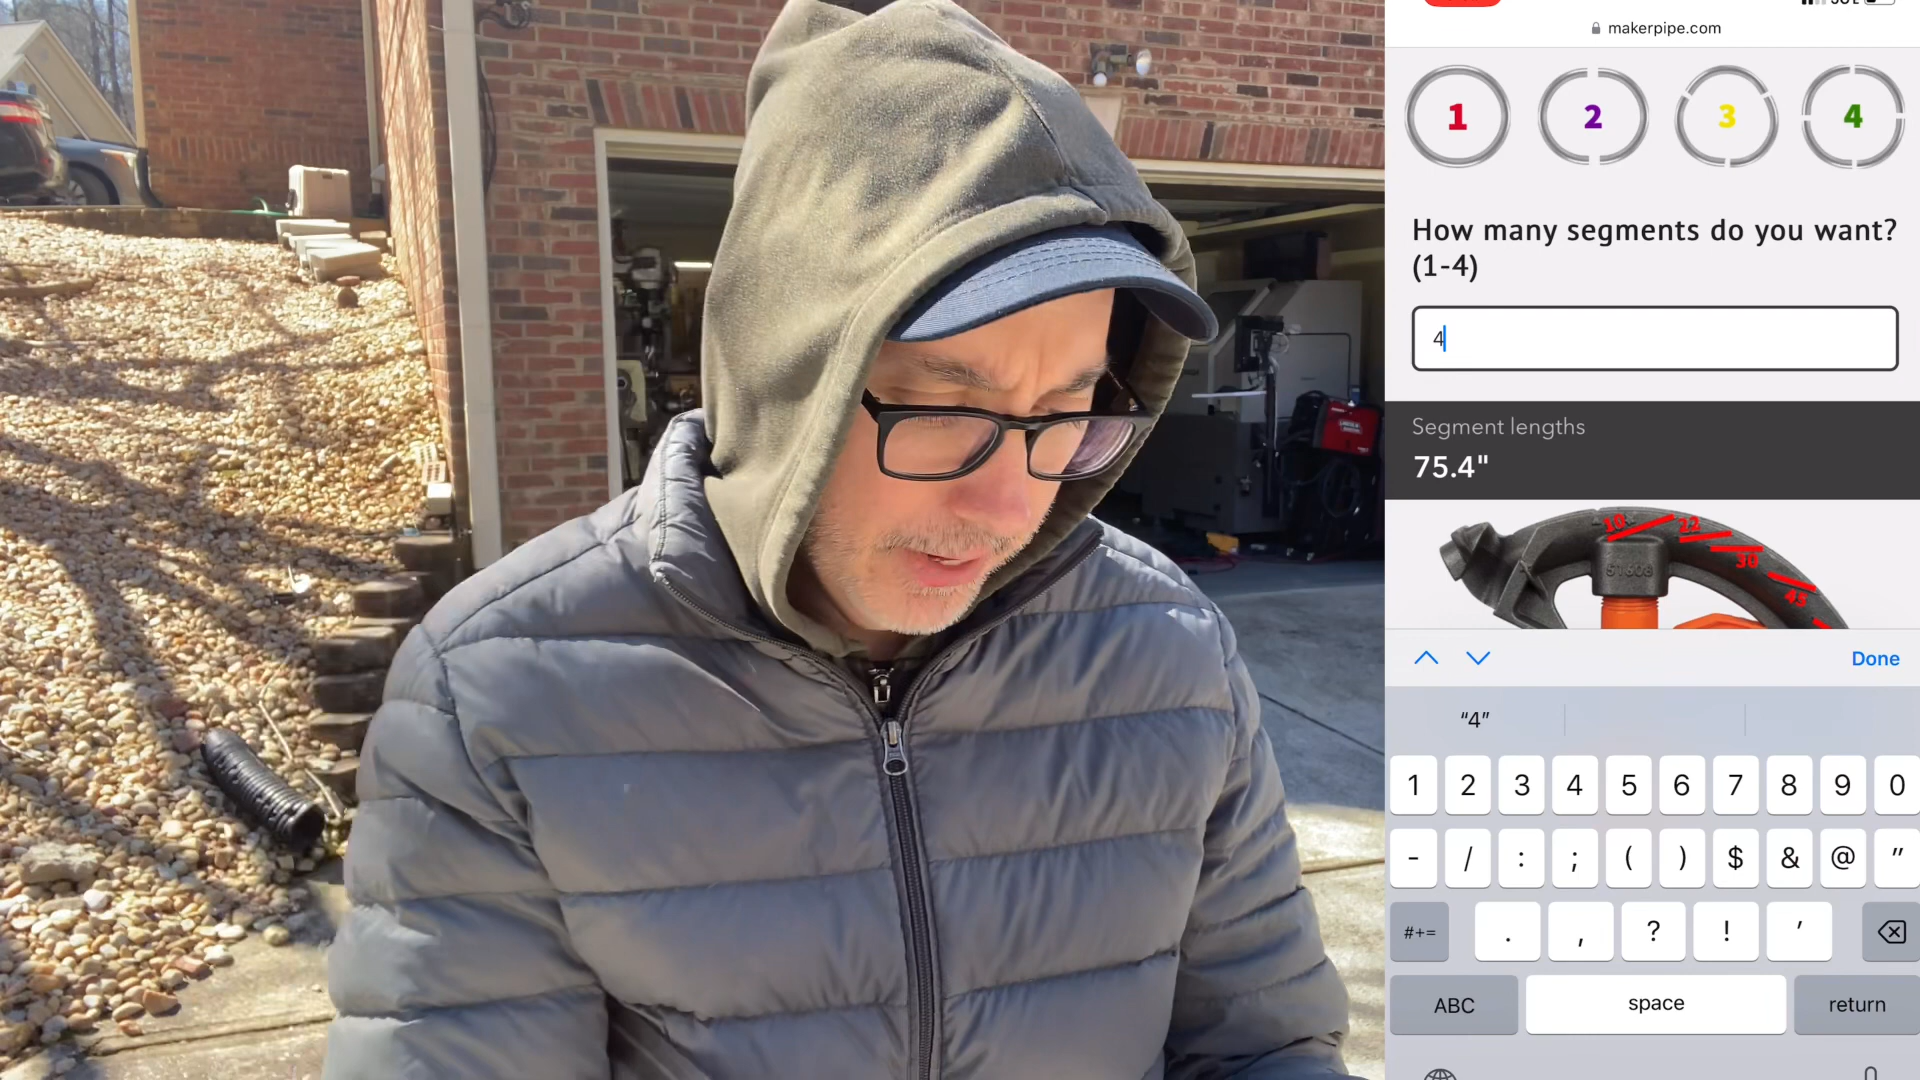 makerpipe.com
1 2 3 4
How many segments do you want?
(1-4)
4
Segment lengths
75.4"
10 22
30
45
51606
Done
“4”
1 2 3 4 5 6 7 8 9 0
- / : ; ( ) $ & @ "
#+= . , ? ! ’
ABC space return